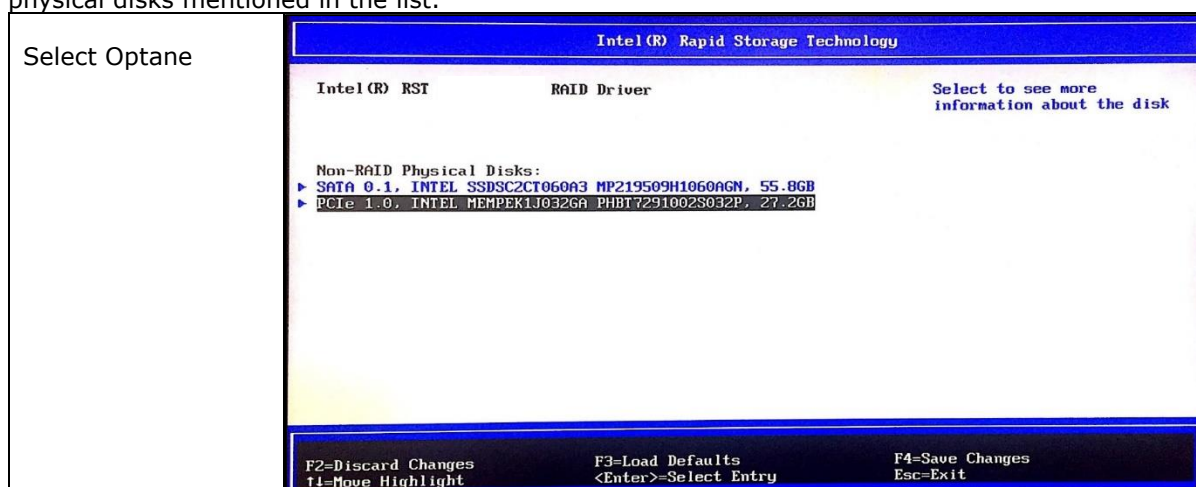 physical disks mentioned in the list.
Select Optane
Intel(R) Rapid Storage Technology
Intel(R) RST RAID Driver
Select to see more
information about the disk
Non-RAID Physical Disks:
SATA 0.1, INTEL SSDSC2CT060A3 MP219509H1060AGN, 55.8GB
PCIe 1.0, INTEL MEMPEK1J032GA PHBT7291002S032P, 27.2GB
F2=Discard Changes F3=Load Defaults F4=Save Changes
↑↓=Move Highlight <Enter>=Select Entry Esc=Exit